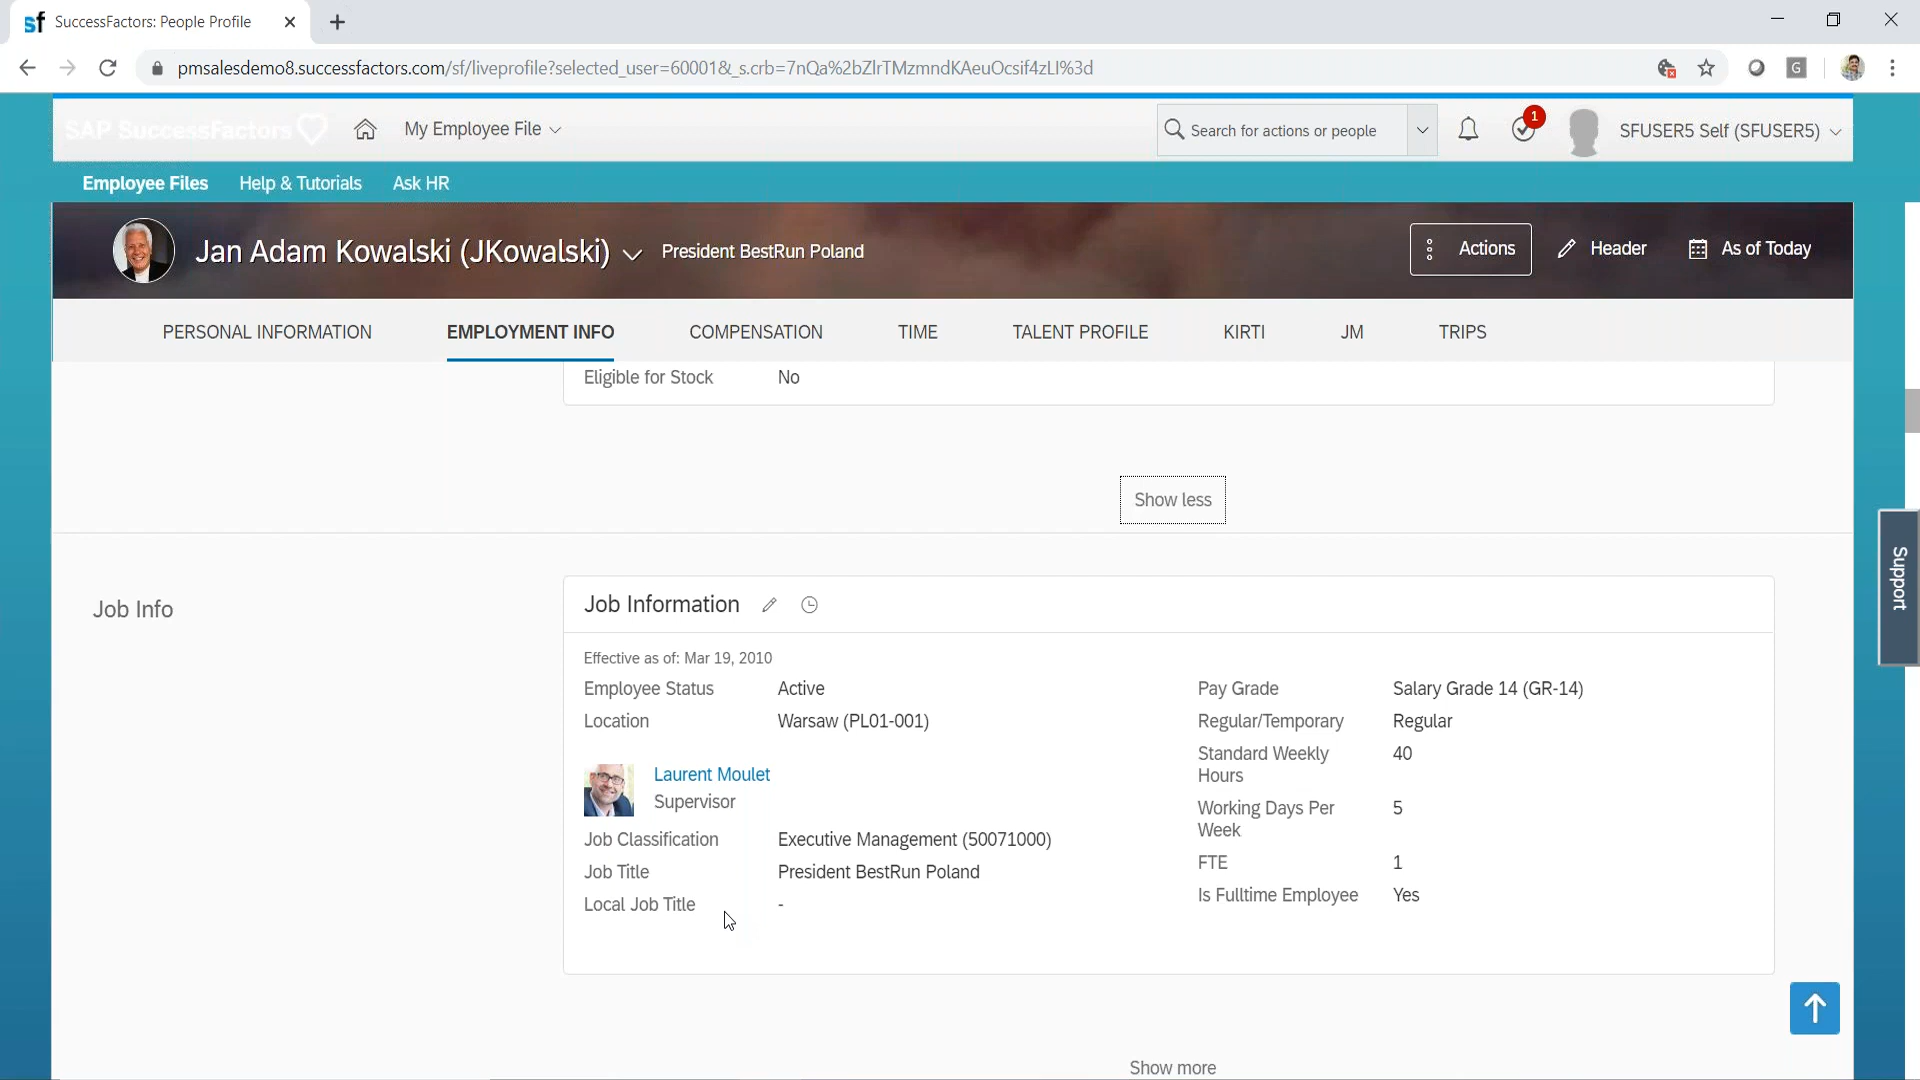 sf SuccessFactors: People Profile
pmsalesdemo8.successfactors.com/sf/liveprofile?selected_user=60001&_s.crb=7nQa%2bZlrTMzmndKAeuOcsif4zLI%3d
G
SAP SuccessFactors
My Employee File
Search for actions or people
1
SFUSER5 Self (SFUSER5)
Employee Files Help & Tutorials Ask HR
Jan Adam Kowalski (JKowalski) President BestRun Poland
Actions Header As of Today
PERSONAL INFORMATION EMPLOYMENT INFO COMPENSATION TIME TALENT PROFILE KIRTI JM TRIPS
Eligible for Stock No
Show less
Support
Job Info
Job Information
Effective as of: Mar 19, 2010
Employee Status Active
Location Warsaw (PL01-001)
Laurent Moulet
Supervisor
Job Classification Executive Management (50071000)
Job Title President BestRun Poland
Local Job Title -
Pay Grade Salary Grade 14 (GR-14)
Regular/Temporary Regular
Standard Weekly 40
Hours
Working Days Per 5
Week
FTE 1
Is Fulltime Employee Yes
Show more